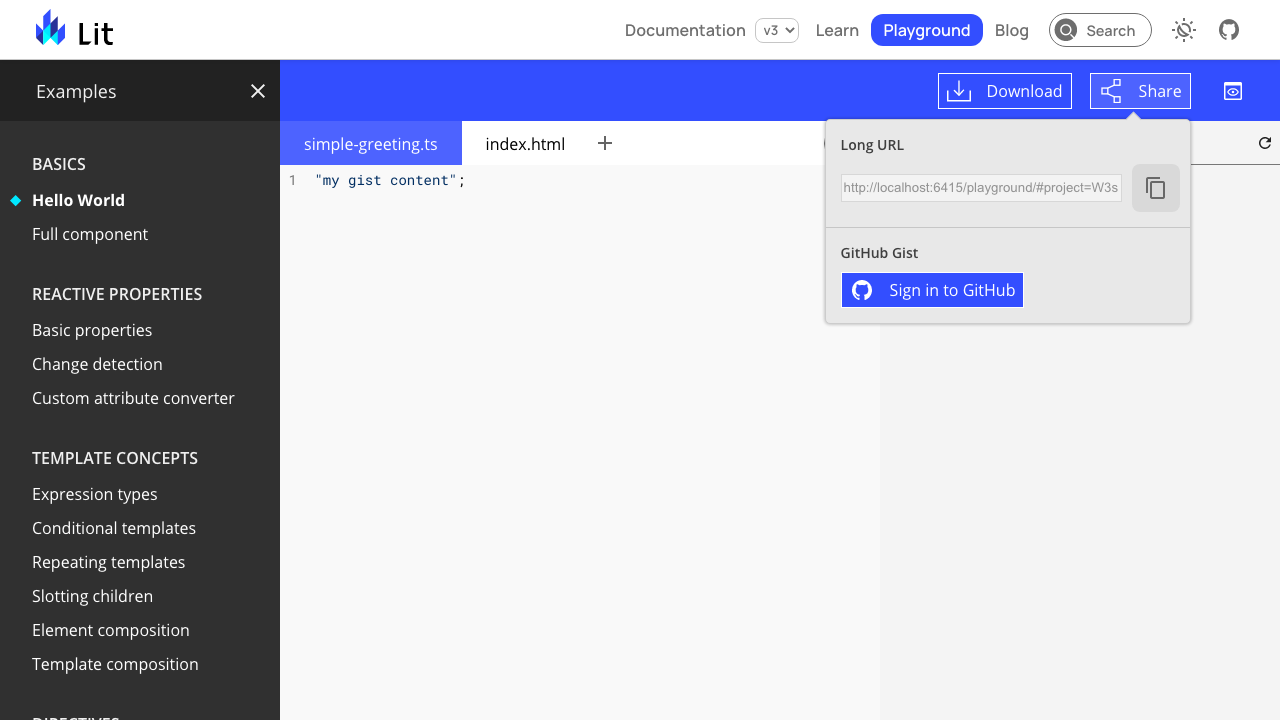 Lit
Documentation v3 Learn Playground Blog Search
Examples
Download Share
BASICS
Hello World
Full component
REACTIVE PROPERTIES
Basic properties
Change detection
Custom attribute converter
TEMPLATE CONCEPTS
Expression types
Conditional templates
Repeating templates
Slotting children
Element composition
Template composition
DIRECTIVES
simple-greeting.ts index.html
1 "my gist content";
Long URL
http://localhost:6415/playground/#project=W3s
GitHub Gist
Sign in to GitHub